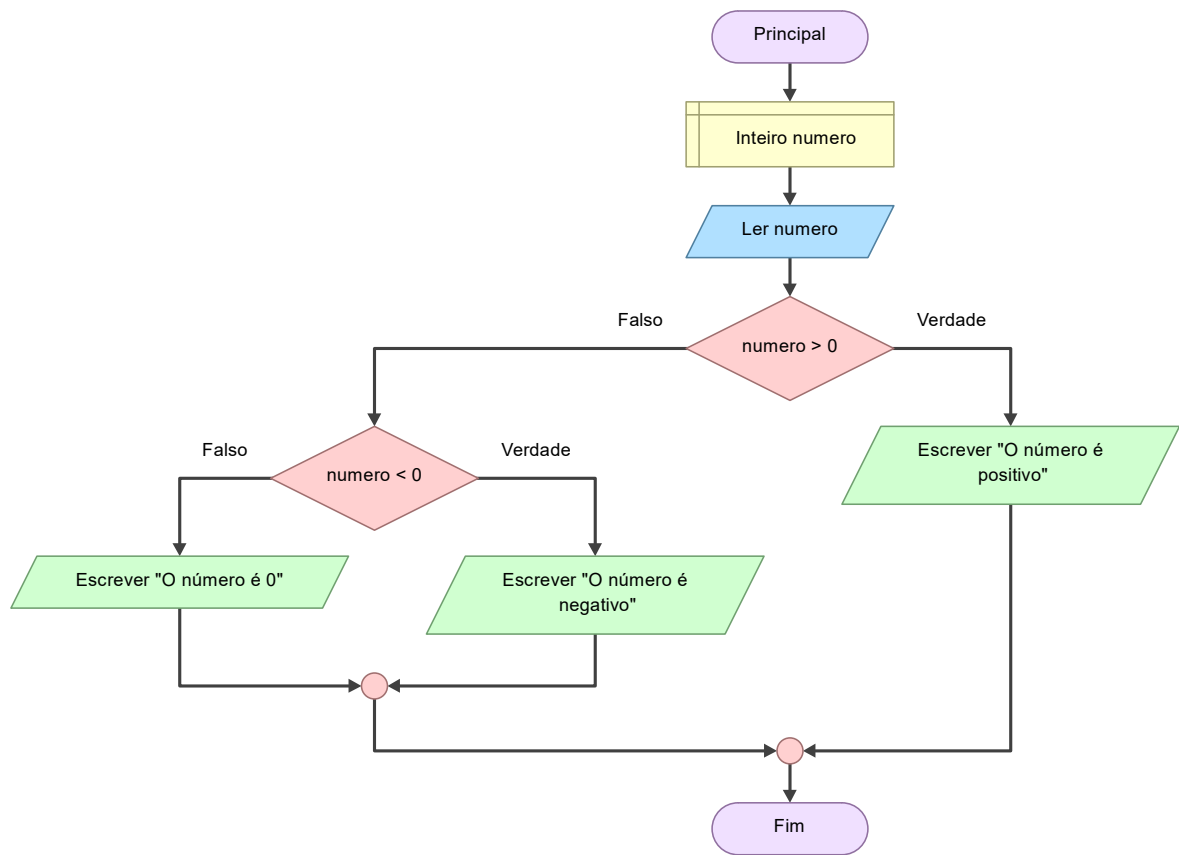 Principal
Inteiro numero
Ler numero
Falso
Verdade
numero > 0
Falso
Verdade
numero < 0
Escrever "O número é
positivo"
Escrever "O número é 0"
Escrever "O número é
negativo"
Fim